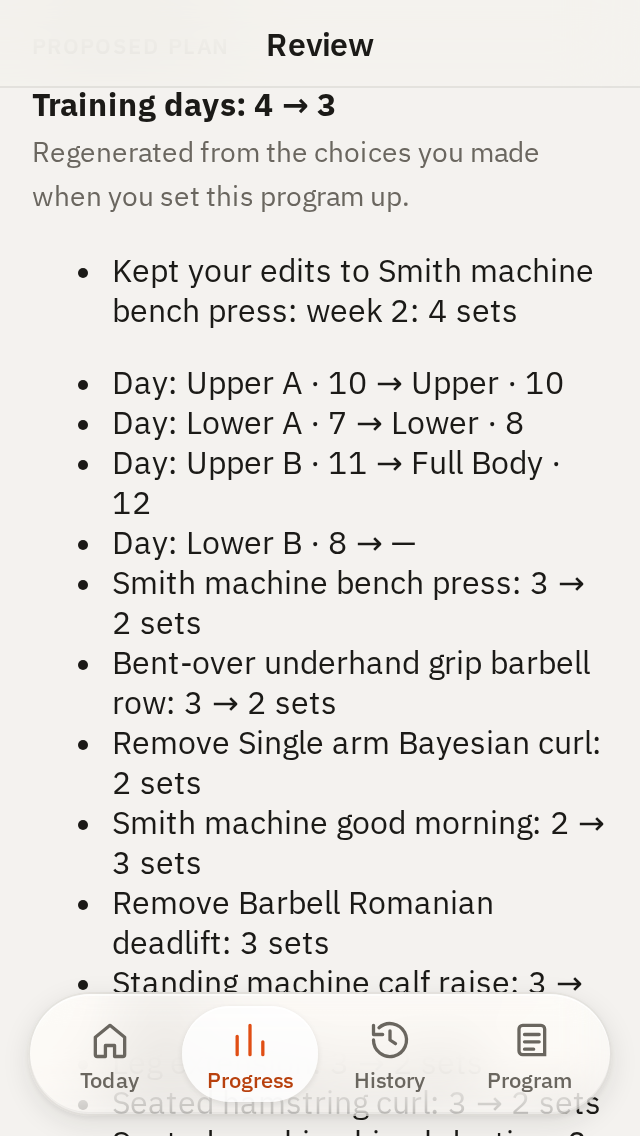 PROPOSED PLAN
Review
Training days: 4 → 3
Regenerated from the choices you made
when you set this program up.
• Kept your edits to Smith machine
bench press: week 2: 4 sets
• Day: Upper A · 10 → Upper · 10
• Day: Lower A · 7 → Lower · 8
• Day: Upper B · 11 → Full Body ·
12
• Day: Lower B · 8 → —
• Smith machine bench press: 3 →
2 sets
• Bent-over underhand grip barbell
row: 3 → 2 sets
• Remove Single arm Bayesian curl:
2 sets
• Smith machine good morning: 2 →
3 sets
• Remove Barbell Romanian
deadlift: 3 sets
• Standing machine calf raise: 3 →
Today
Progress
History
Program
• Seated hamstring curl: 3 → 2 sets